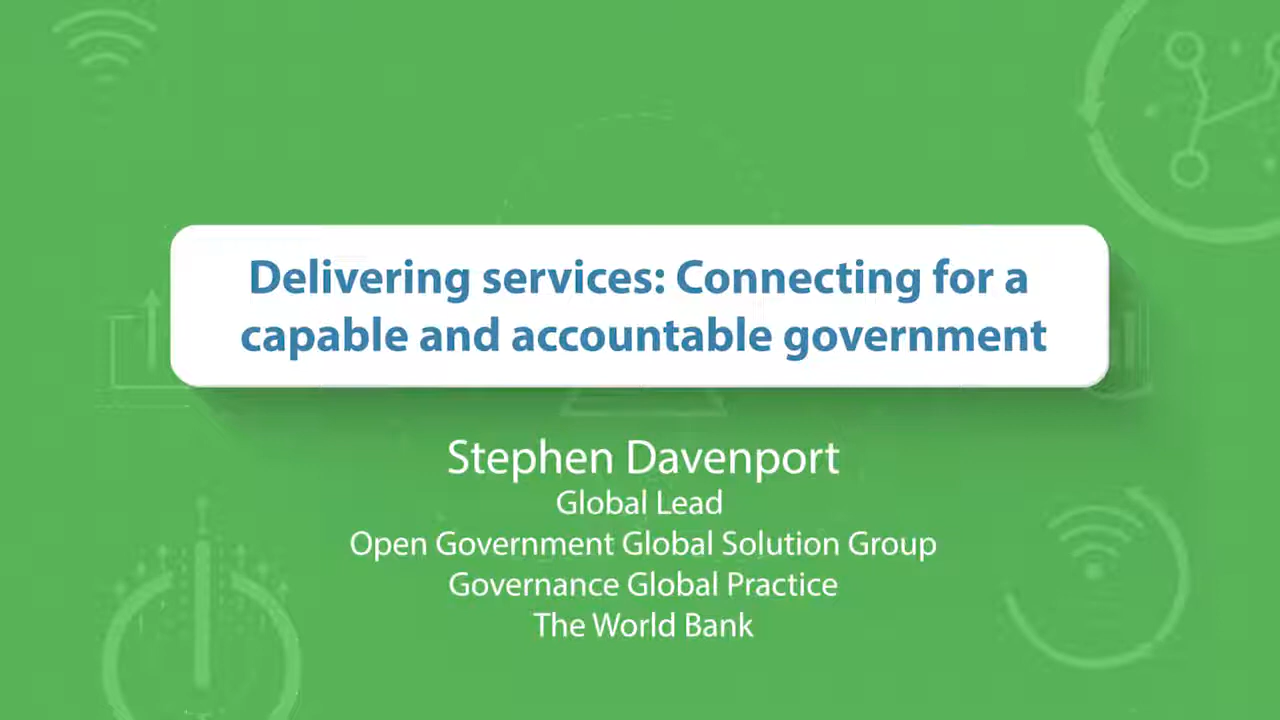 Delivering services: Connecting for a
capable and accountable government
Stephen Davenport
Global Lead
Open Government Global Solution Group
Governance Global Practice
The World Bank